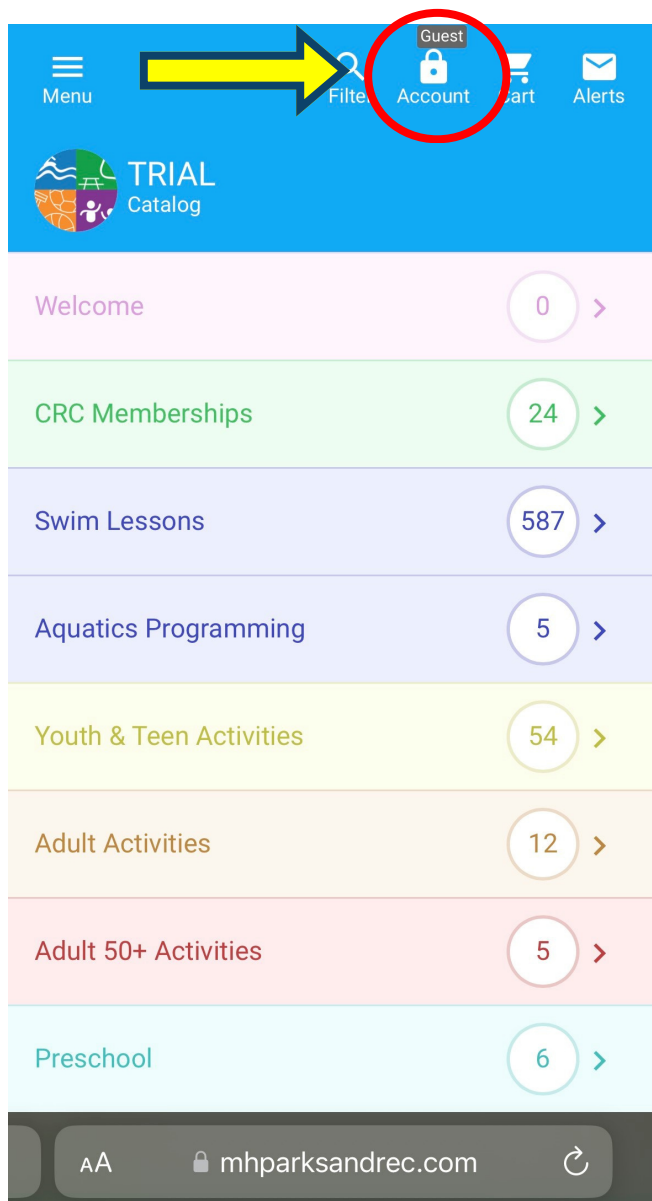 Guest
Menu
Filter
Account
Cart
Alerts
TRIAL
Catalog
Welcome 0
CRC Memberships 24
Swim Lessons 587
Aquatics Programming 5
Youth & Teen Activities 54
Adult Activities 12
Adult 50+ Activities 5
Preschool 6
AA mhparksandrec.com